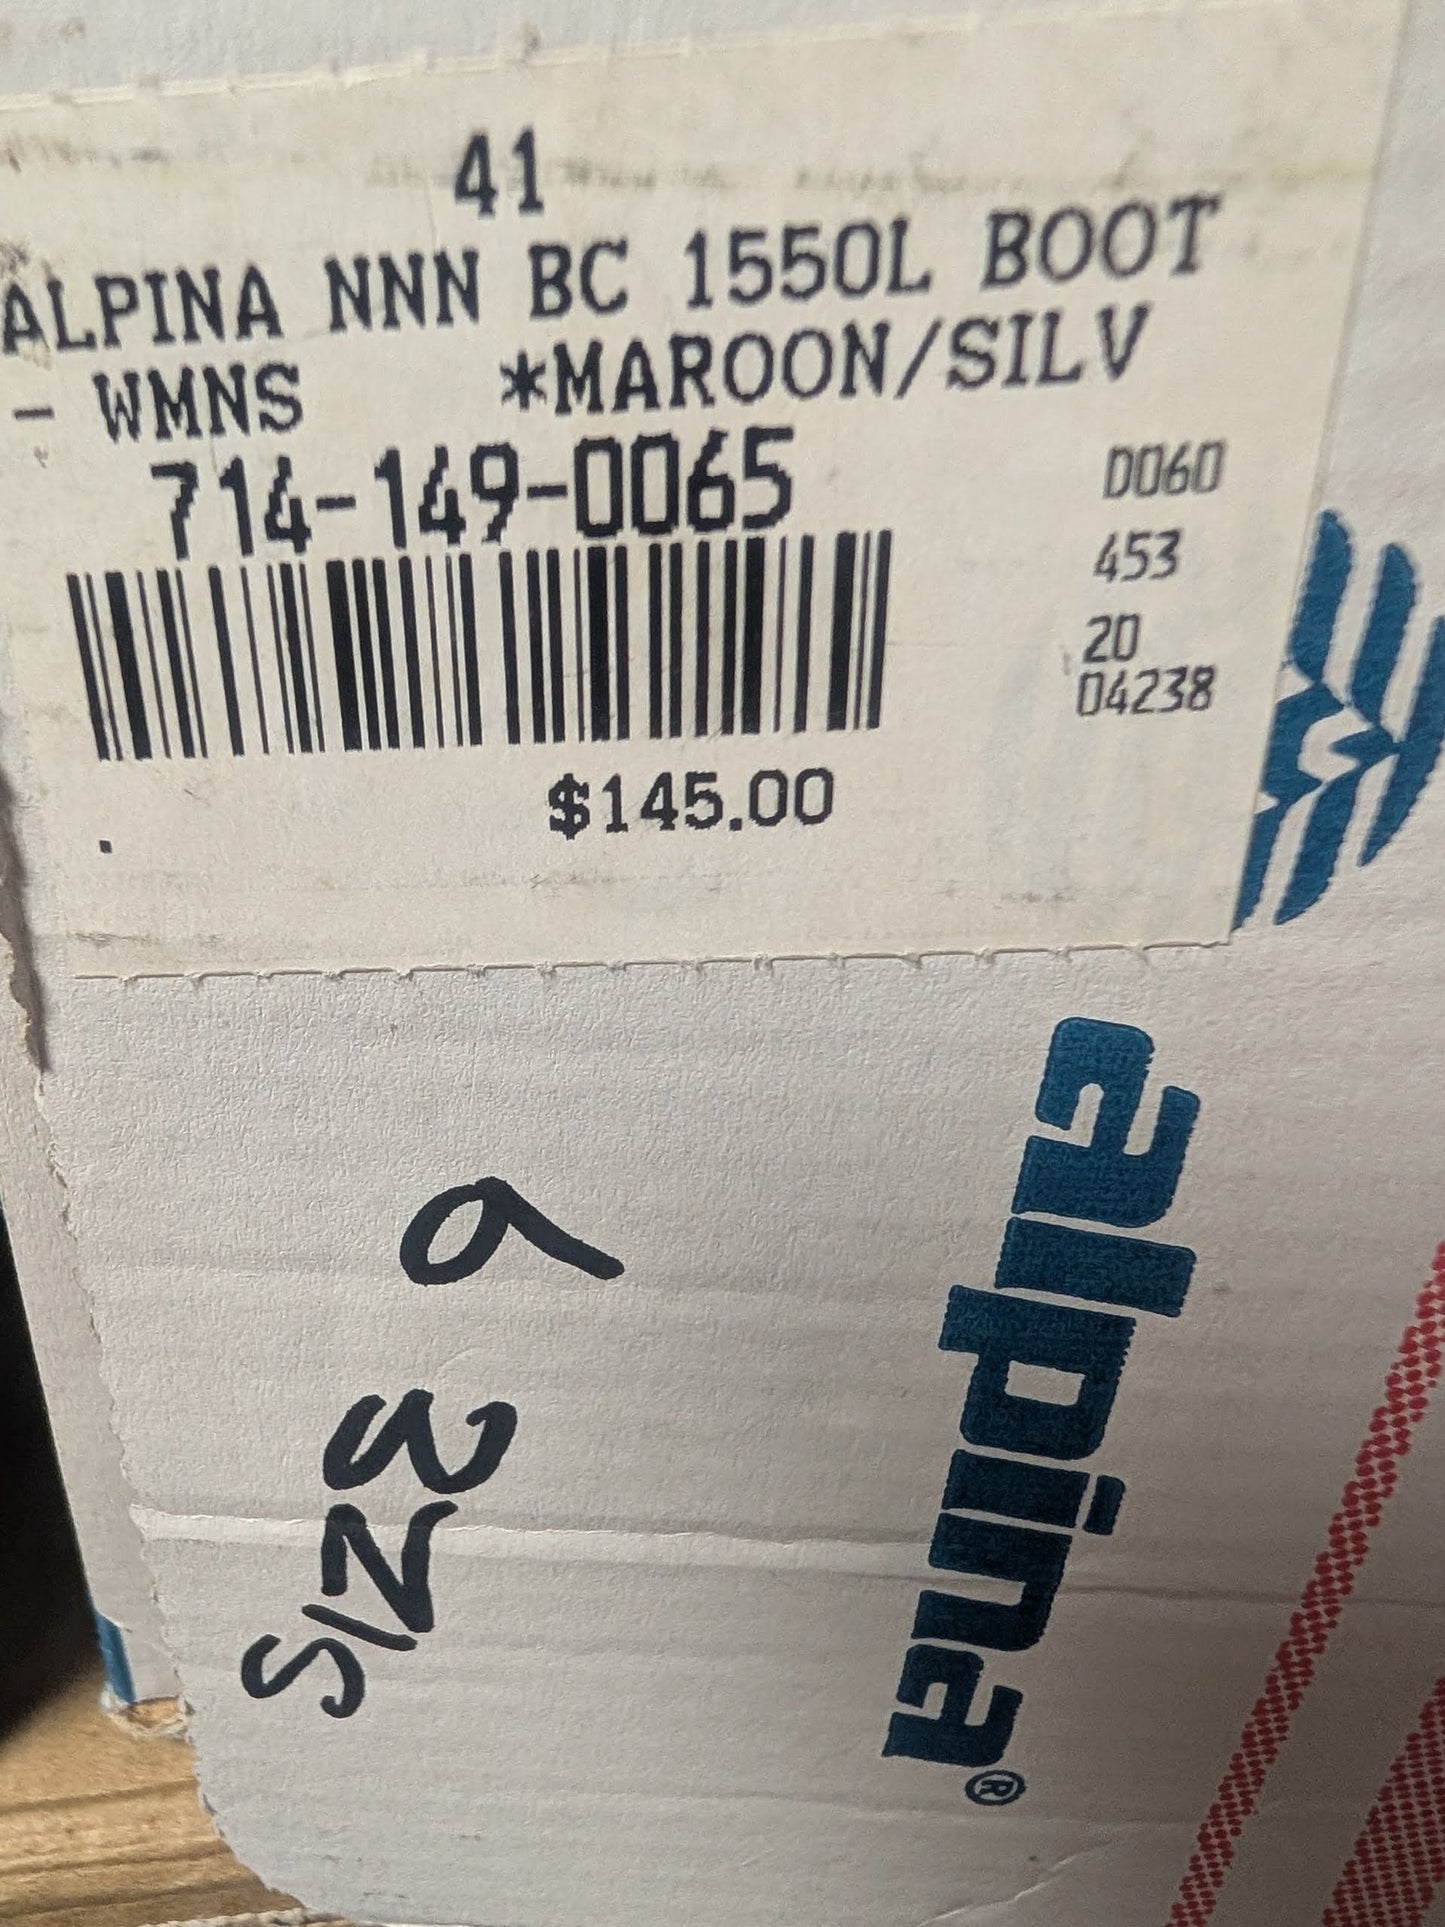 41
ALPINA NNN BC 1550L BOOT
- WMNS *MAROON/SILV
714-149-0065
D060
453
20
04238
$145.00
.
alpina®
SIZE 9